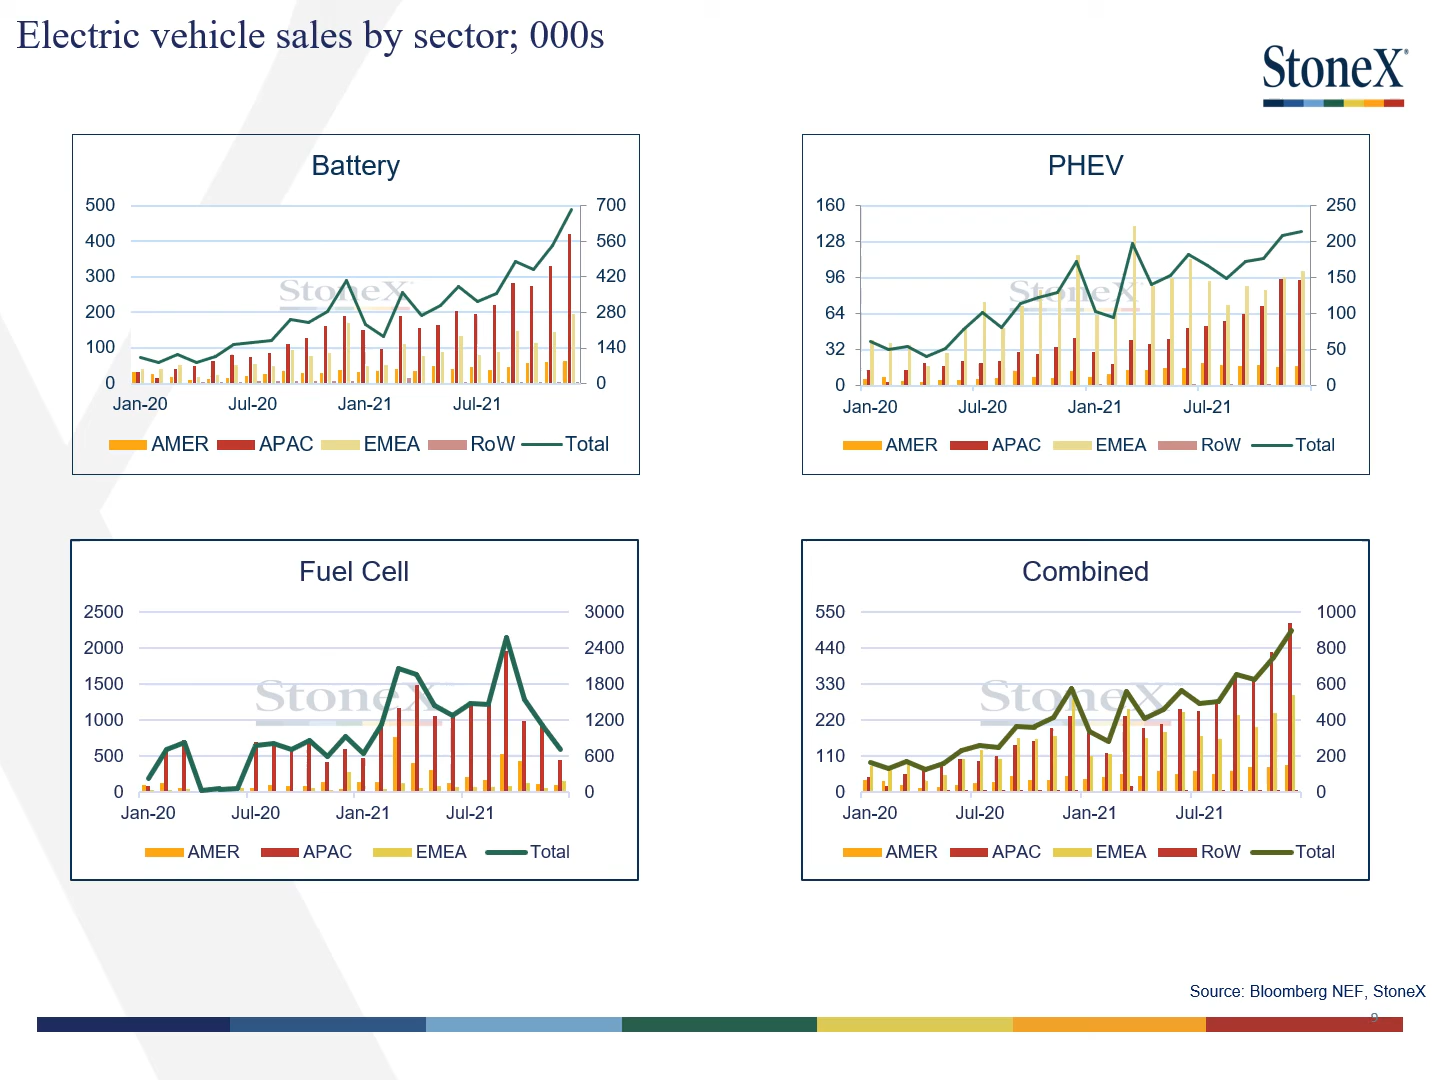 Electric vehicle sales by sector; 000s
StoneX®
Battery
500 700
400 560
300 420
200 280
100 140
0 0
StoneX
Jan-20 Jul-20 Jan-21 Jul-21
AMER APAC EMEA RoW Total
PHEV
160 250
128 200
96 150
64 100
32 50
0 0
StoneX
Jan-20 Jul-20 Jan-21 Jul-21
AMER APAC EMEA RoW Total
Fuel Cell
2500 3000
2000 2400
1500 1800
1000 1200
500 600
0 0
StoneX
Jan-20 Jul-20 Jan-21 Jul-21
AMER APAC EMEA Total
Combined
550 1000
440 800
330 600
220 400
110 200
0 0
StoneX
Jan-20 Jul-20 Jan-21 Jul-21
AMER APAC EMEA RoW Total
Source: Bloomberg NEF, StoneX
9